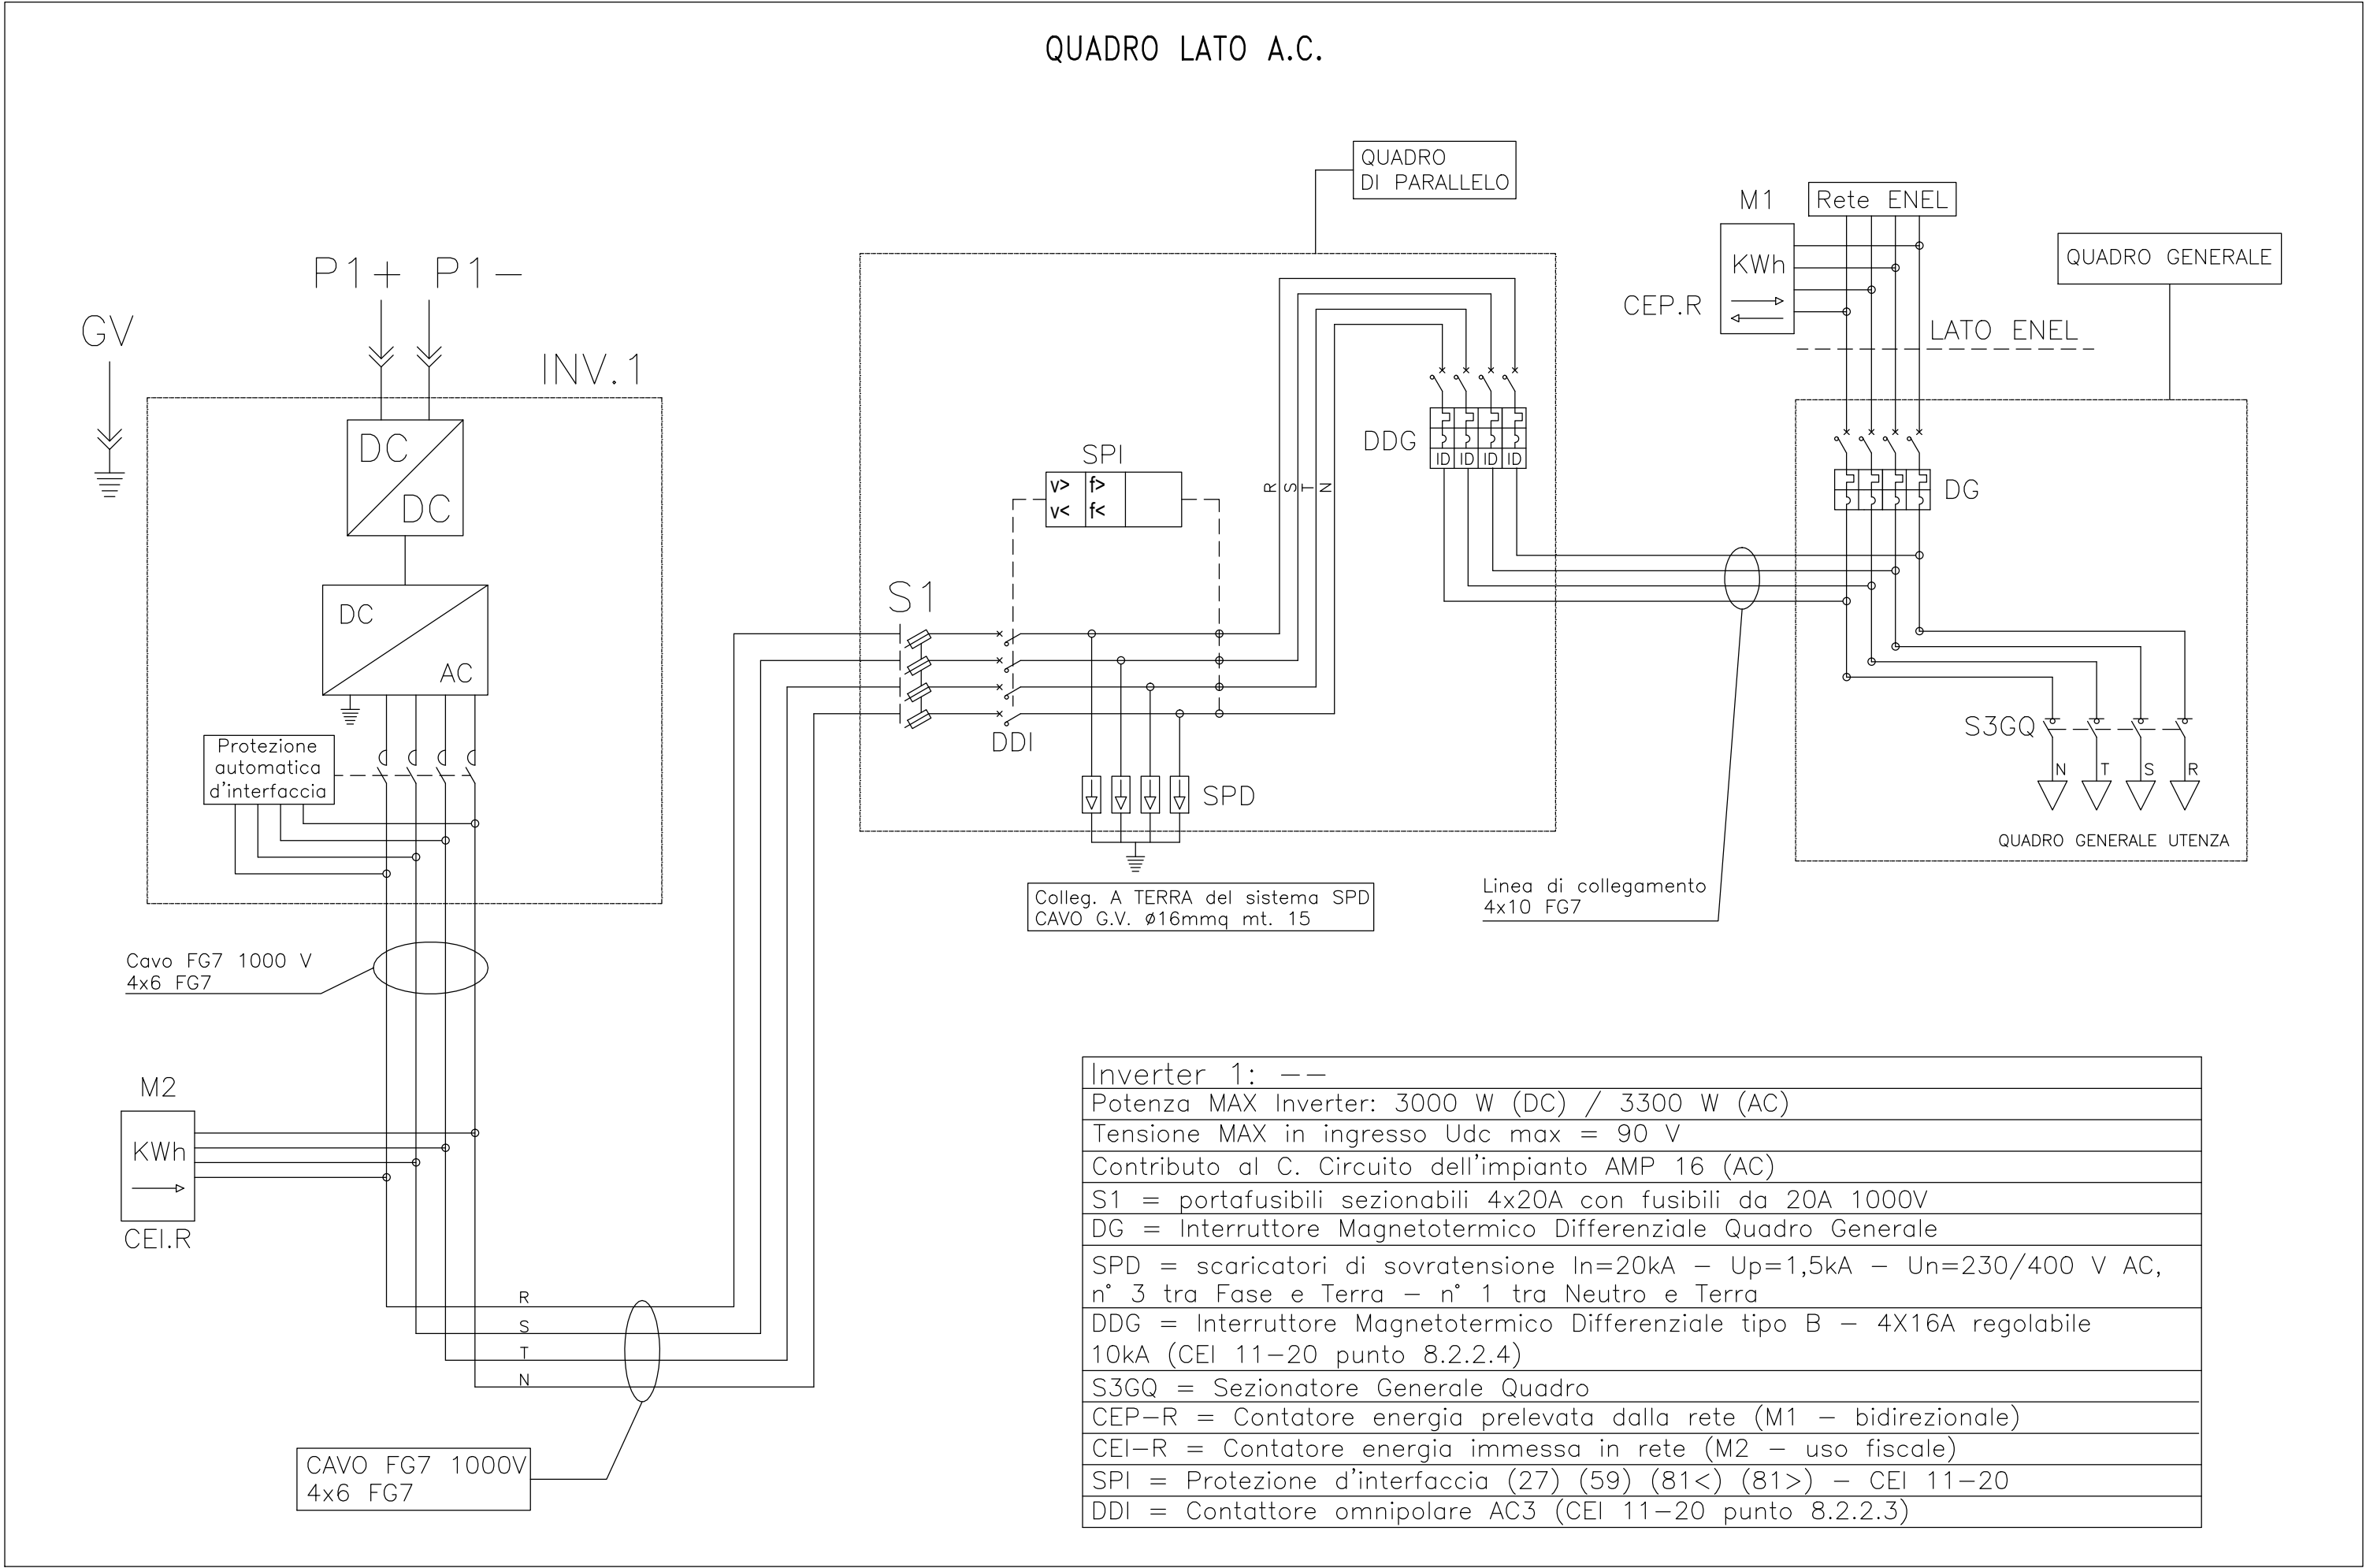 QUADRO LATO A.C.
QUADRO
DI PARALLELO
M1
Rete ENEL
KWh
CEP.R
LATO ENEL
QUADRO GENERALE
P1+ P1-
GV
INV.1
DC
DC
DC
AC
Protezione
automatica
d'interfaccia
SPI
v> f>
v< f<
S1
DDI
SPD
R S T N
DDG
ID ID ID ID
DG
S3GQ
N T S R
QUADRO GENERALE UTENZA
Colleg. A TERRA del sistema SPD
CAVO G.V. ø16mmq mt. 15
Linea di collegamento
4x10 FG7
Cavo FG7 1000 V
4x6 FG7
M2
KWh
CEI.R
R
S
T
N
CAVO FG7 1000V
4x6 FG7
Inverter 1: --
Potenza MAX Inverter: 3000 W (DC) / 3300 W (AC)
Tensione MAX in ingresso Udc max = 90 V
Contributo al C. Circuito dell'impianto AMP 16 (AC)
S1 = portafusibili sezionabili 4x20A con fusibili da 20A 1000V
DG = Interruttore Magnetotermico Differenziale Quadro Generale
SPD = scaricatori di sovratensione In=20kA - Up=1,5kA - Un=230/400 V AC,
n° 3 tra Fase e Terra - n° 1 tra Neutro e Terra
DDG = Interruttore Magnetotermico Differenziale tipo B - 4X16A regolabile
10kA (CEI 11-20 punto 8.2.2.4)
S3GQ = Sezionatore Generale Quadro
CEP-R = Contatore energia prelevata dalla rete (M1 - bidirezionale)
CEI-R = Contatore energia immessa in rete (M2 - uso fiscale)
SPI = Protezione d'interfaccia (27) (59) (81<) (81>) - CEI 11-20
DDI = Contattore omnipolare AC3 (CEI 11-20 punto 8.2.2.3)